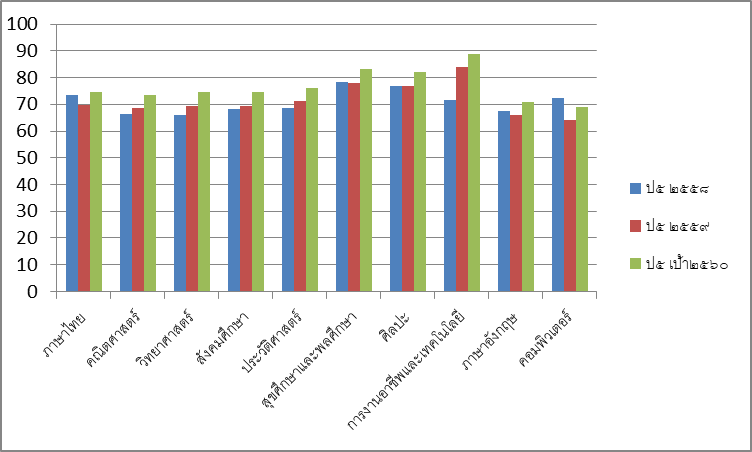 100
90
80
70
60
50
40
30
20
10
0
ภาษาไทย
คณิตศาสตร์
วิทยาศาสตร์
สังคมศึกษา
ประวัติศาสตร์
สุขศึกษาและพลศึกษา
ศิลปะ
การงานอาชีพและเทคโนโลยี
ภาษาอังกฤษ
คอมพิวเตอร์
ป๕ ๒๕๕๘
ป๕ ๒๕๕๙
ป๕ เป้า๒๕๖๐